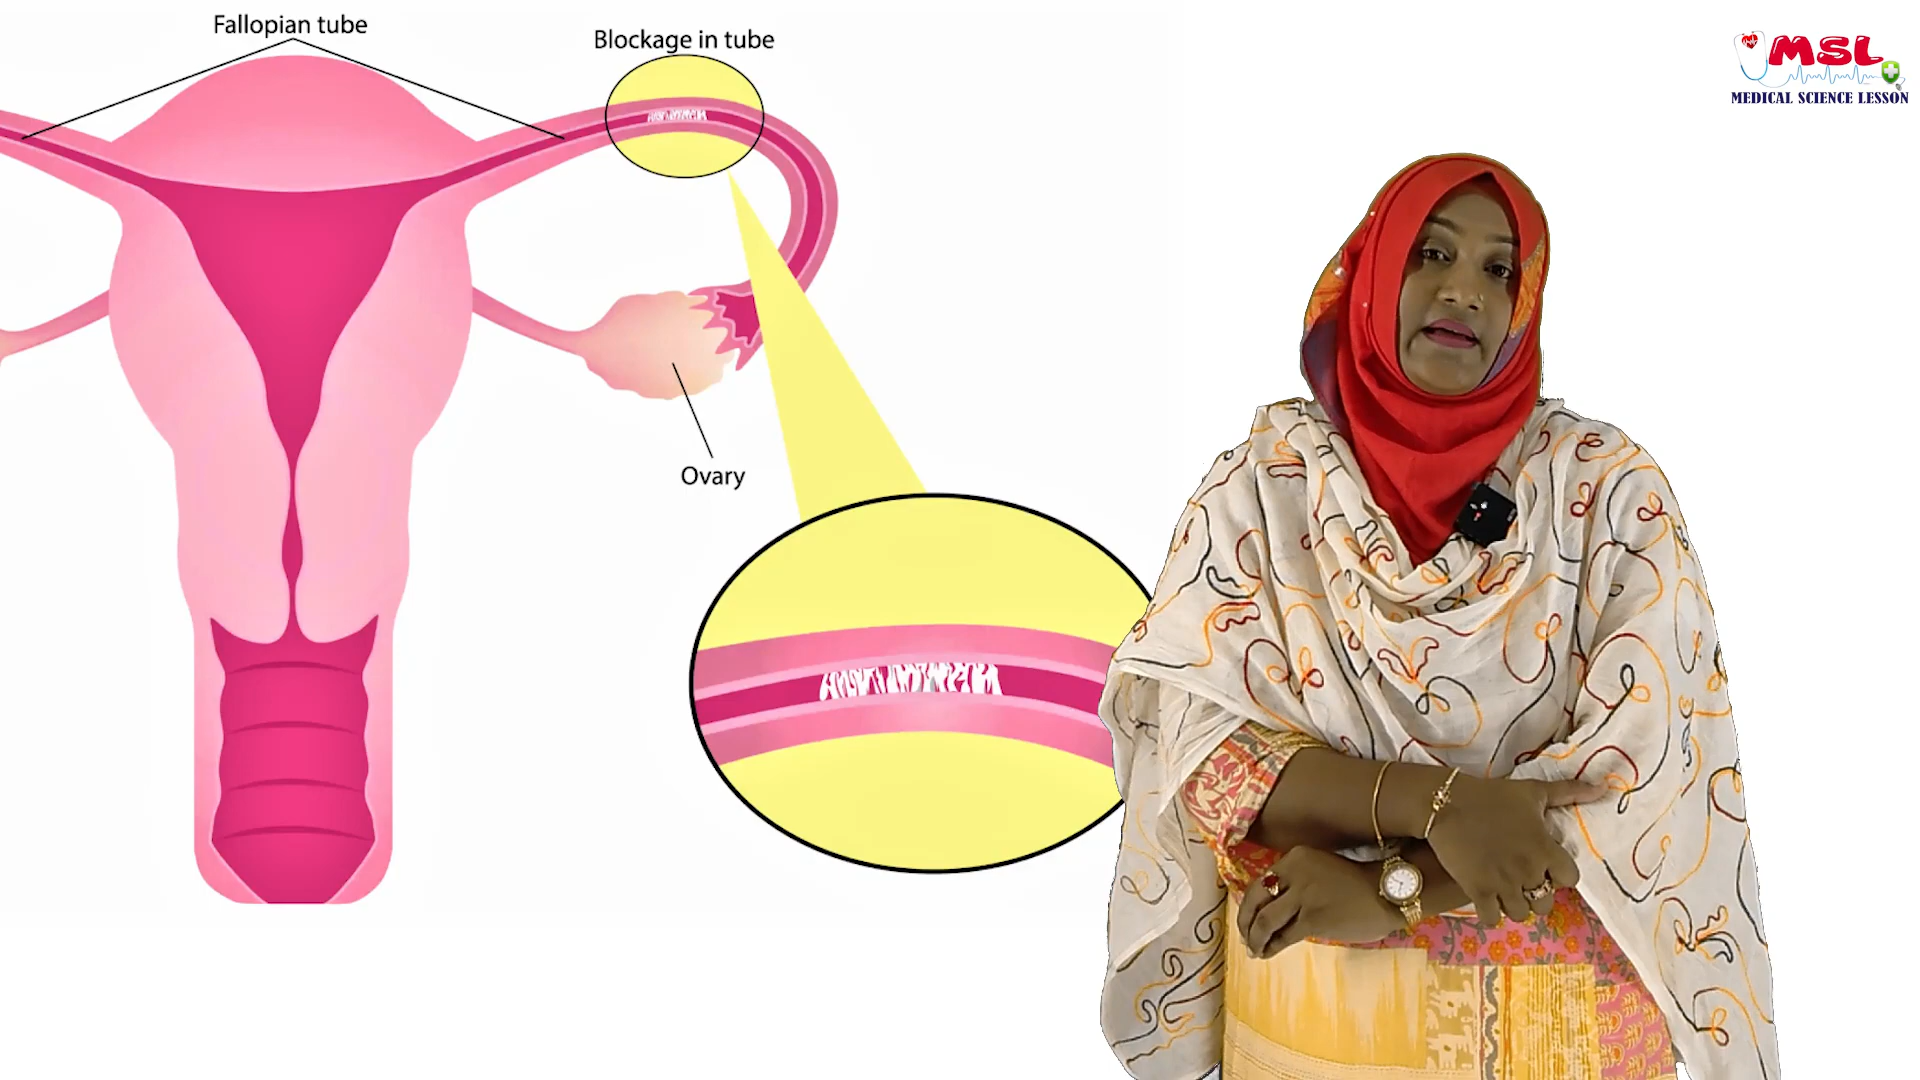 Fallopian tube
Blockage in tube
Ovary
MSL
MEDICAL SCIENCE LESSON